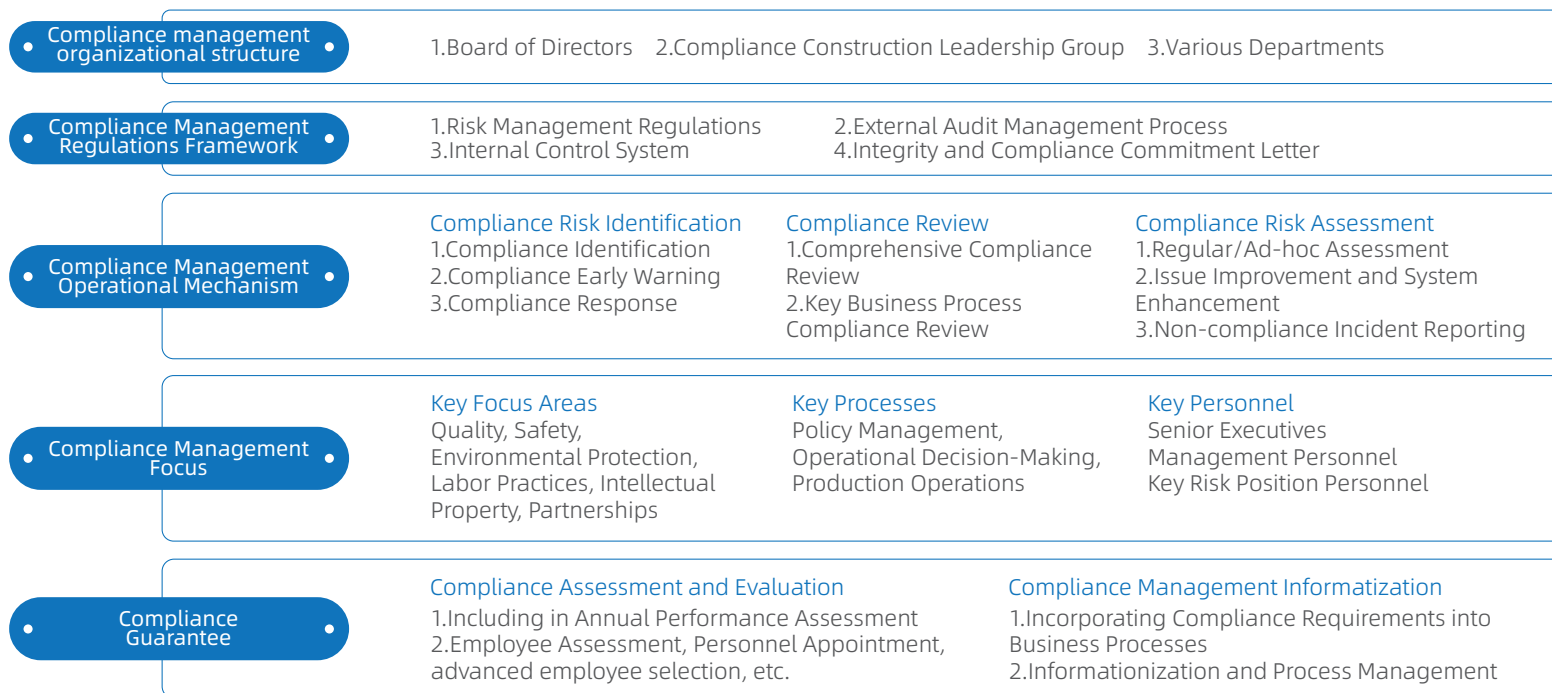 Compliance management
organizational structure
1.Board of Directors 2.Compliance Construction Leadership Group 3.Various Departments
Compliance Management
Regulations Framework
1.Risk Management Regulations 2.External Audit Management Process
3.Internal Control System 4.Integrity and Compliance Commitment Letter
Compliance Management
Operational Mechanism
Compliance Risk Identification
1.Compliance Identification
2.Compliance Early Warning
3.Compliance Response
Compliance Review
1.Comprehensive Compliance
Review
2.Key Business Process
Compliance Review
Compliance Risk Assessment
1.Regular/Ad-hoc Assessment
2.Issue Improvement and System
Enhancement
3.Non-compliance Incident Reporting
Compliance Management
Focus
Key Focus Areas
Quality, Safety,
Environmental Protection,
Labor Practices, Intellectual
Property, Partnerships
Key Processes
Policy Management,
Operational Decision-Making,
Production Operations
Key Personnel
Senior Executives
Management Personnel
Key Risk Position Personnel
Compliance
Guarantee
Compliance Assessment and Evaluation
1.Including in Annual Performance Assessment
2.Employee Assessment, Personnel Appointment,
advanced employee selection, etc.
Compliance Management Informatization
1.Incorporating Compliance Requirements into
Business Processes
2.Informationization and Process Management